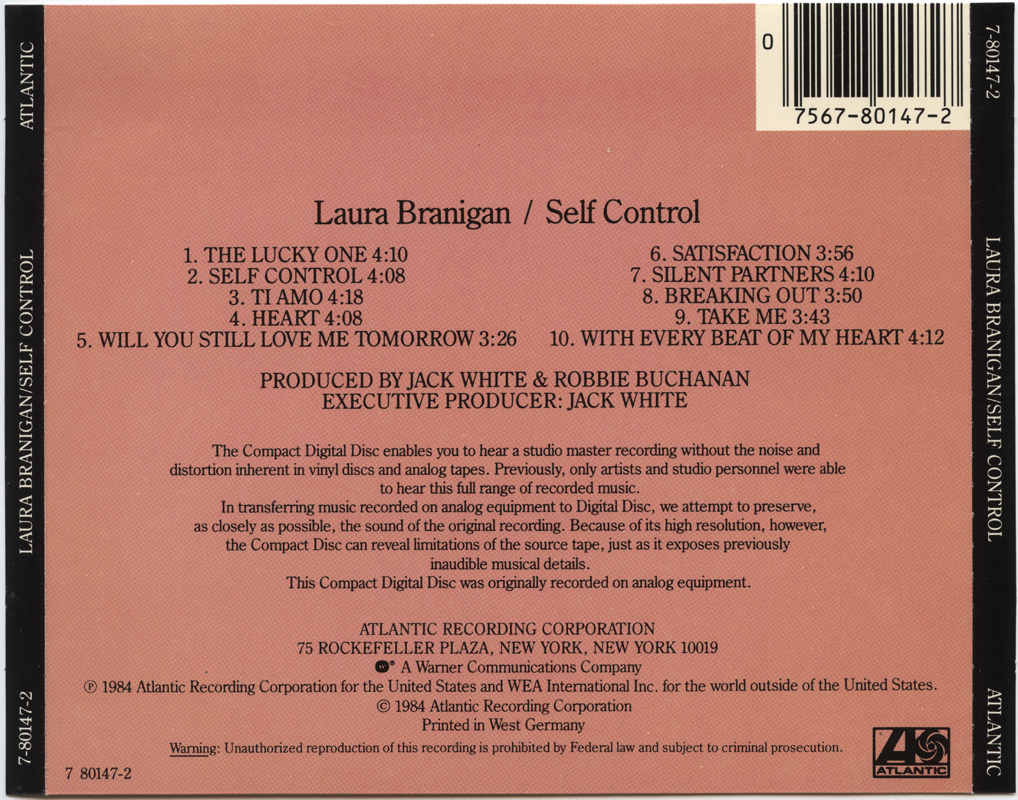 ATLANTIC
LAURA BRANIGAN/SELF CONTROL
7-80147-2
0
7567-80147-2
Laura Branigan / Self Control
1. THE LUCKY ONE 4:10
2. SELF CONTROL 4:08
3. TI AMO 4:18
4. HEART 4:08
5. WILL YOU STILL LOVE ME TOMORROW 3:26
6. SATISFACTION 3:56
7. SILENT PARTNERS 4:10
8. BREAKING OUT 3:50
9. TAKE ME 3:43
10. WITH EVERY BEAT OF MY HEART 4:12
PRODUCED BY JACK WHITE & ROBBIE BUCHANAN
EXECUTIVE PRODUCER: JACK WHITE
The Compact Digital Disc enables you to hear a studio master recording without the noise and
distortion inherent in vinyl discs and analog tapes. Previously, only artists and studio personnel were able
to hear this full range of recorded music.
In transferring music recorded on analog equipment to Digital Disc, we attempt to preserve,
as closely as possible, the sound of the original recording. Because of its high resolution, however,
the Compact Disc can reveal limitations of the source tape, just as it exposes previously
inaudible musical details.
This Compact Digital Disc was originally recorded on analog equipment.
ATLANTIC RECORDING CORPORATION
75 ROCKEFELLER PLAZA, NEW YORK, NEW YORK 10019
A Warner Communications Company
℗ 1984 Atlantic Recording Corporation for the United States and WEA International Inc. for the world outside of the United States.
© 1984 Atlantic Recording Corporation
Printed in West Germany
Warning: Unauthorized reproduction of this recording is prohibited by Federal law and subject to criminal prosecution.
7 80147-2
ATLANTIC
7-80147-2
LAURA BRANIGAN/SELF CONTROL
ATLANTIC